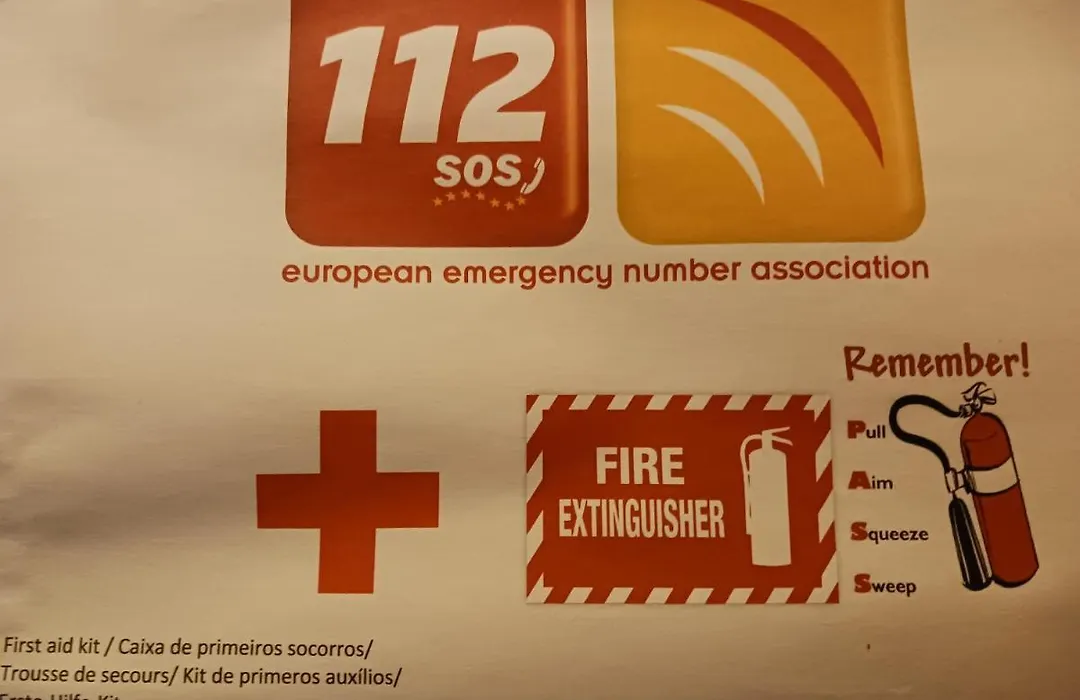 112
SOS
european emergency number association
Remember!
FIRE
EXTINGUISHER
Pull
Aim
Squeeze
Sweep
First aid kit / Caixa de primeiros socorros/
Trousse de secours/ Kit de primeros auxílios/